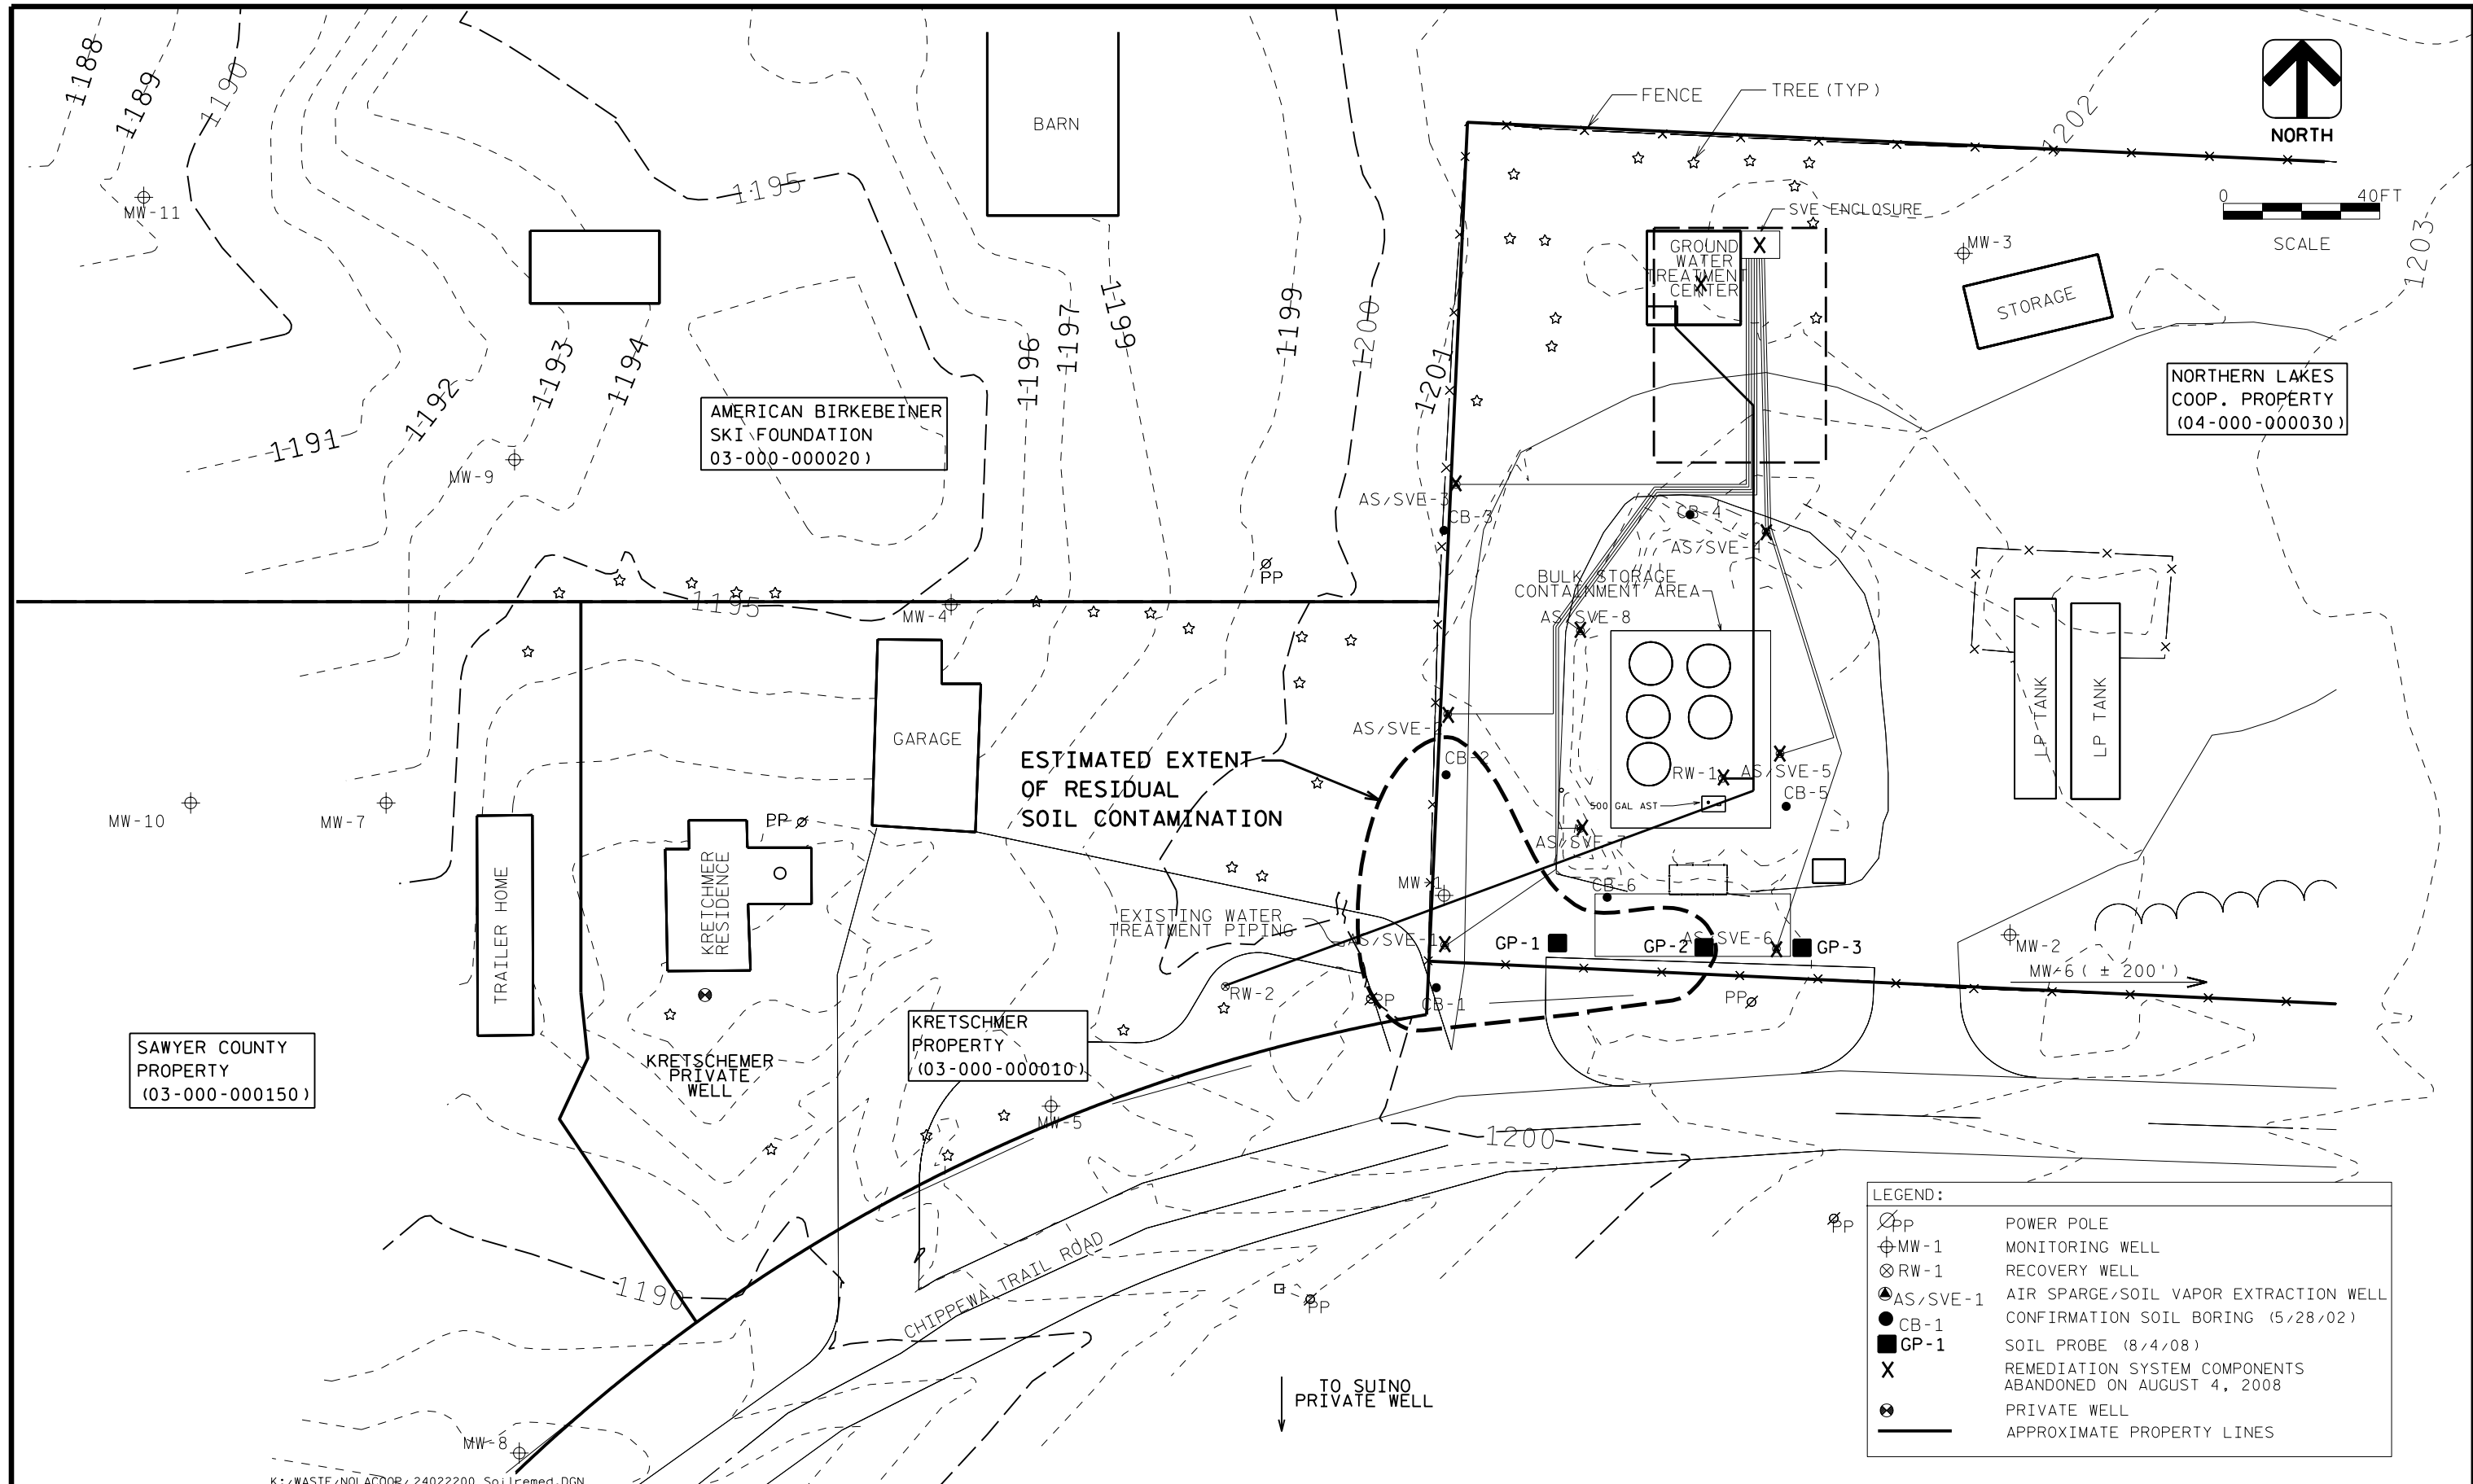 1188
1189
1190
BARN
FENCE
TREE (TYP)
1202
NORTH
0 40FT
SCALE
MW-11
1195
SVE ENCLOSURE
GROUND
WATER
TREATMENT
CENTER
MW-3
STORAGE
1203
1193
1194
1192
1191
1196
1197
1199
1199
1200
1201
AMERICAN BIRKEBEINER
SKI FOUNDATION
03-000-000020)
NORTHERN LAKES
COOP. PROPERTY
(04-000-000030)
MW-9
AS/SVE-3
CB-3
CB-4
AS/SVE-4
PP
BULK STORAGE
CONTAINMENT AREA
AS/SVE-8
1195
MW-4
GARAGE
LP TANK
LP TANK
AS/SVE-2
CB-2
ESTIMATED EXTENT
OF RESIDUAL
SOIL CONTAMINATION
RW-1
AS/SVE-5
500 GAL AST
CB-5
MW-10
MW-7
PP
AS/SVE-7
TRAILER HOME
KRETCHMER
RESIDENCE
MW-1
CB-6
EXISTING WATER
TREATMENT PIPING
AS/SVE-1
GP-1
GP-2
AS/SVE-6
GP-3
MW-2
MW-6 ( ± 200')
RW-2
PP
CB-1
PP
SAWYER COUNTY
PROPERTY
(03-000-000150)
KRETSCHEMER
PRIVATE
WELL
KRETSCHMER
PROPERTY
(03-000-000010)
MW-5
1200
1190
CHIPPEWA TRAIL ROAD
PP
PP
TO SUINO
PRIVATE WELL
MW-8
LEGEND:
PP POWER POLE
MW-1 MONITORING WELL
RW-1 RECOVERY WELL
AS/SVE-1 AIR SPARGE/SOIL VAPOR EXTRACTION WELL
CB-1 CONFIRMATION SOIL BORING (5/28/02)
GP-1 SOIL PROBE (8/4/08)
X REMEDIATION SYSTEM COMPONENTS
ABANDONED ON AUGUST 4, 2008
PRIVATE WELL
APPROXIMATE PROPERTY LINES
K:/WASTE/NOLACOOP/24022200_Soilremed.DGN